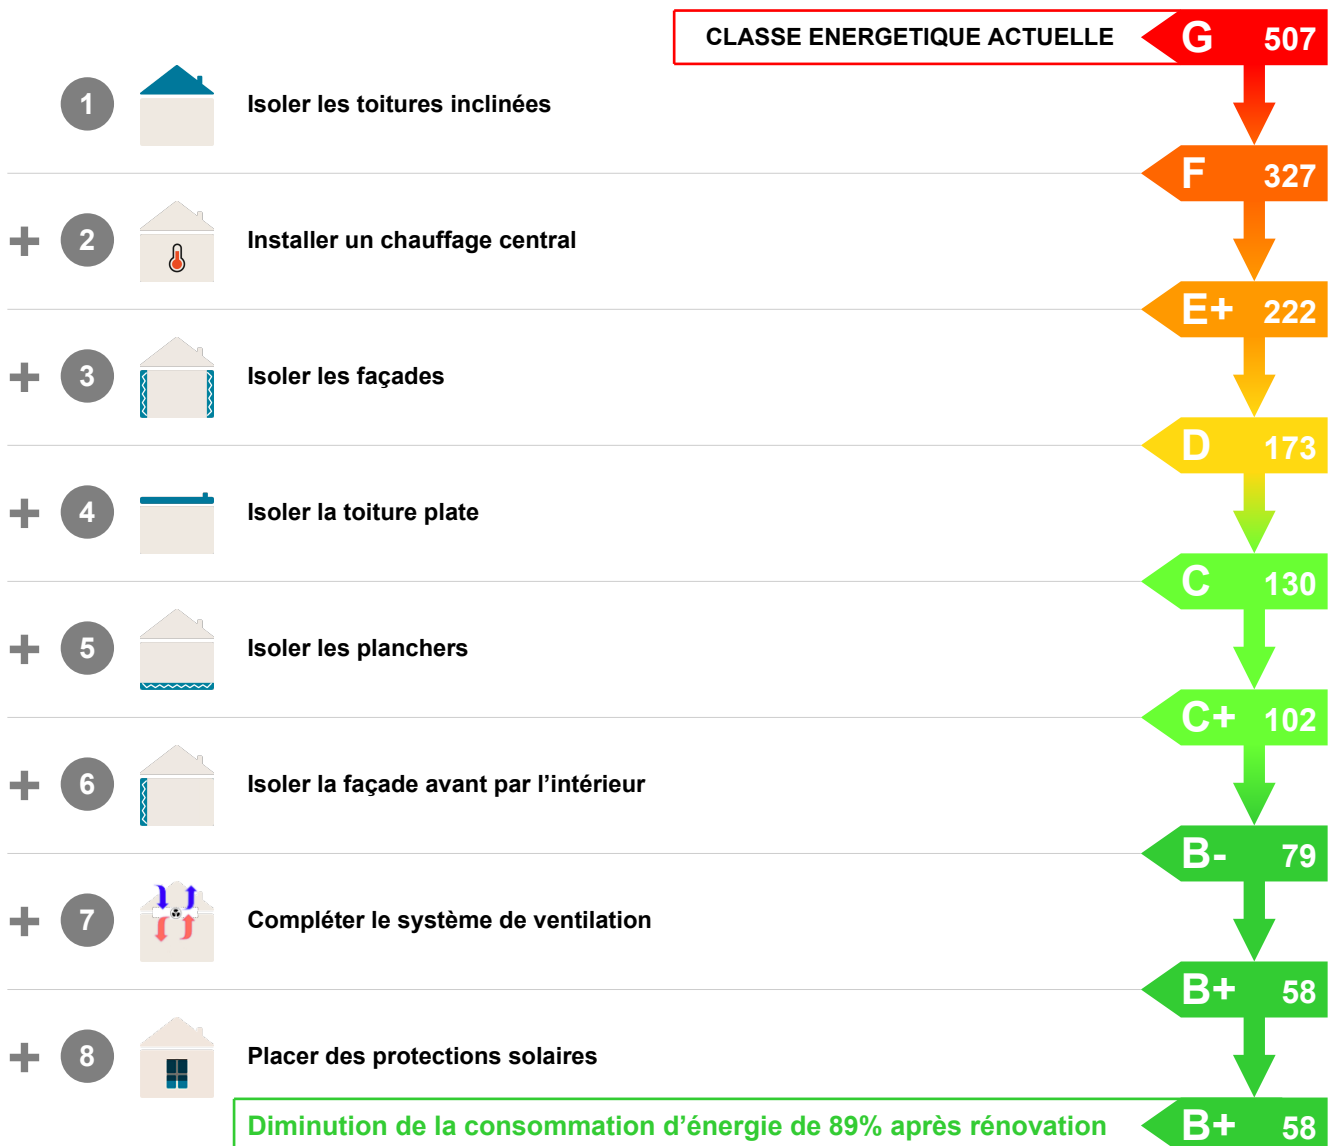 CLASSE ENERGETIQUE ACTUELLE G 507
1 Isoler les toitures inclinées
F 327
+ 2 Installer un chauffage central
E+ 222
+ 3 Isoler les façades
D 173
+ 4 Isoler la toiture plate
C 130
+ 5 Isoler les planchers
C+ 102
+ 6 Isoler la façade avant par l’intérieur
B- 79
+ 7 Compléter le système de ventilation
B+ 58
+ 8 Placer des protections solaires
Diminution de la consommation d’énergie de 89% après rénovation B+ 58